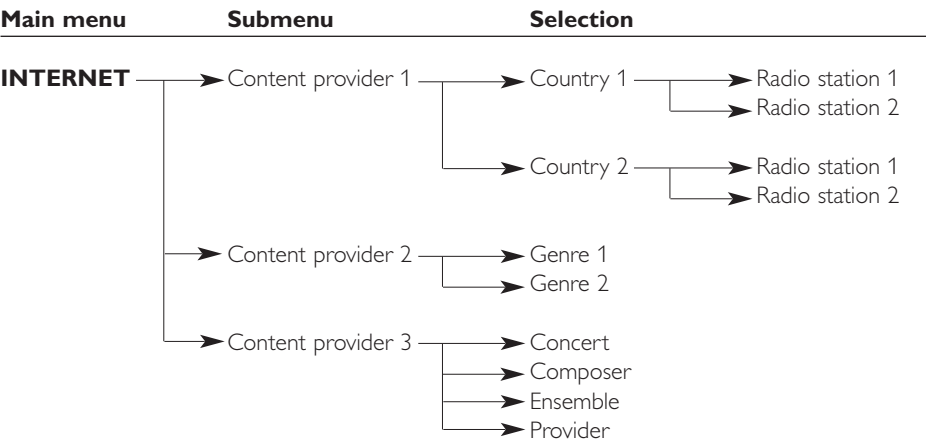 Main menu Submenu Selection
INTERNET Content provider 1 Country 1 Radio station 1
Radio station 2
Country 2 Radio station 1
Radio station 2
Content provider 2 Genre 1
Genre 2
Content provider 3 Concert
Composer
Ensemble
Provider